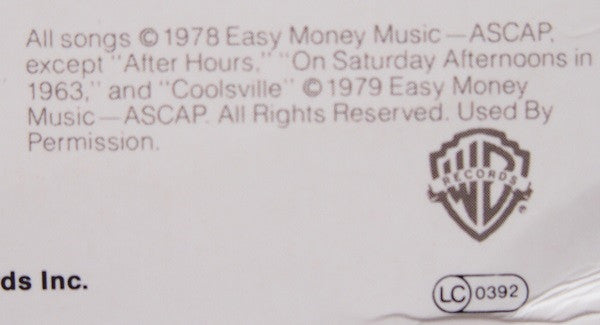 All songs © 1978 Easy Money Music—ASCAP,
except "After Hours," "On Saturday Afternoons in
1963," and "Coolsville" © 1979 Easy Money
Music—ASCAP. All Rights Reserved. Used By
Permission.
WB
RECORDS
®
ds Inc.
LC 0392